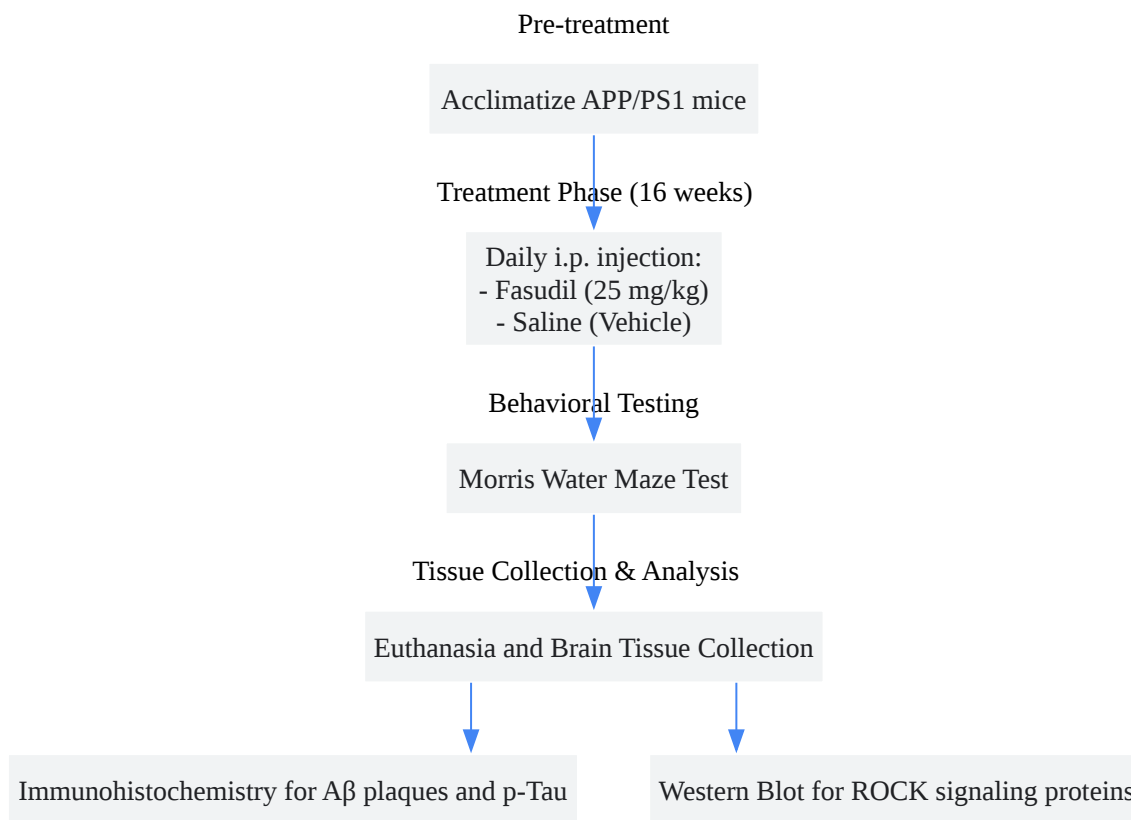 Pre-treatment
Acclimatize APP/PS1 mice
Treatment Phase (16 weeks)
Daily i.p. injection:
- Fasudil (25 mg/kg)
- Saline (Vehicle)
Behavioral Testing
Morris Water Maze Test
Tissue Collection & Analysis
Euthanasia and Brain Tissue Collection
Immunohistochemistry for Aβ plaques and p-Tau
Western Blot for ROCK signaling proteins